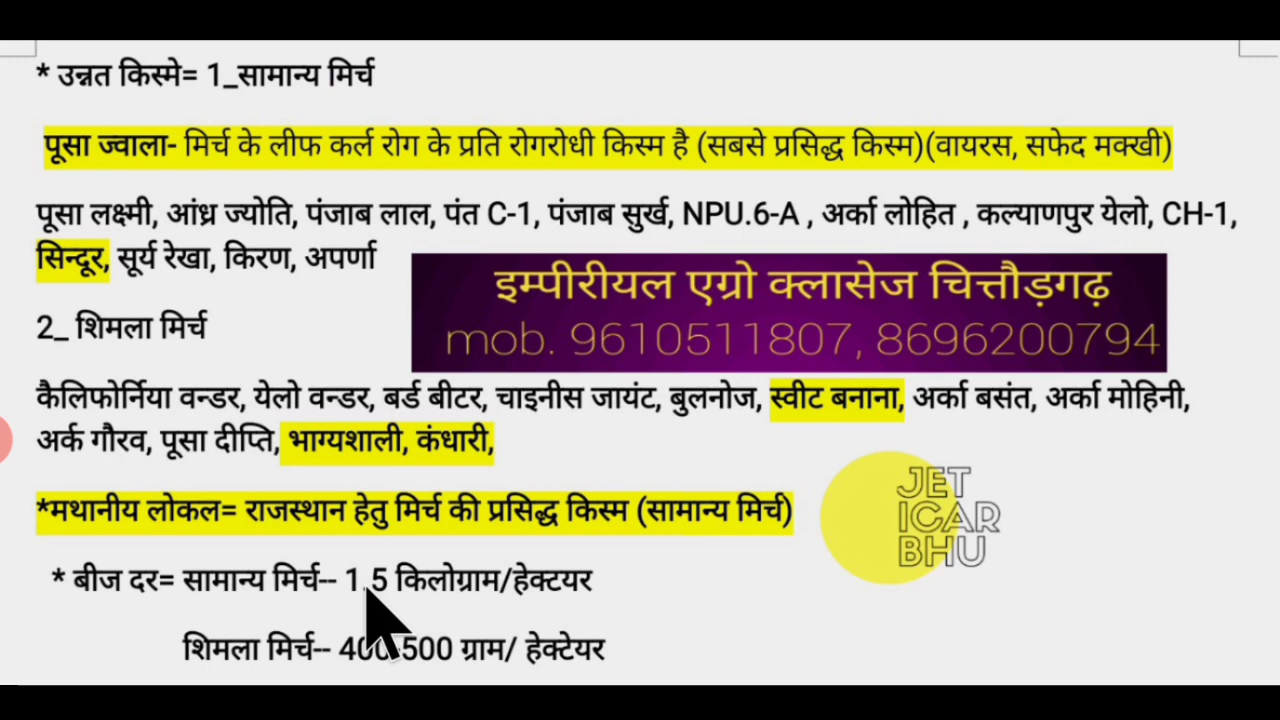 * उन्नत किस्मे= 1_सामान्य मिर्च
पूसा ज्वाला- मिर्च के लीफ कर्ल रोग के प्रति रोगरोधी किस्म है (सबसे प्रसिद्ध किस्म)(वायरस, सफेद मक्खी)
पूसा लक्ष्मी, आंध्र ज्योति, पंजाब लाल, पंत C-1, पंजाब सुर्ख, NPU.6-A , अर्का लोहित , कल्याणपुर येलो, CH-1,
सिन्दूर, सूर्य रेखा, किरण, अपर्णा
इम्पीरीयल एग्रो क्लासेज चित्तौड़गढ़
mob. 9610511807, 8696200794
2_ शिमला मिर्च
कैलिफोर्निया वन्डर, येलो वन्डर, बर्ड बीटर, चाइनीस जायंट, बुलनोज, स्वीट बनाना, अर्का बसंत, अर्का मोहिनी,
अर्क गौरव, पूसा दीप्ति, भाग्यशाली, कंधारी,
*मथानीय लोकल= राजस्थान हेतु मिर्च की प्रसिद्ध किस्म (सामान्य मिर्च)
JET
ICAR
BHU
* बीज दर= सामान्य मिर्च-- 1.5 किलोग्राम/हेक्टयर
शिमला मिर्च-- 400-500 ग्राम/ हेक्टेयर